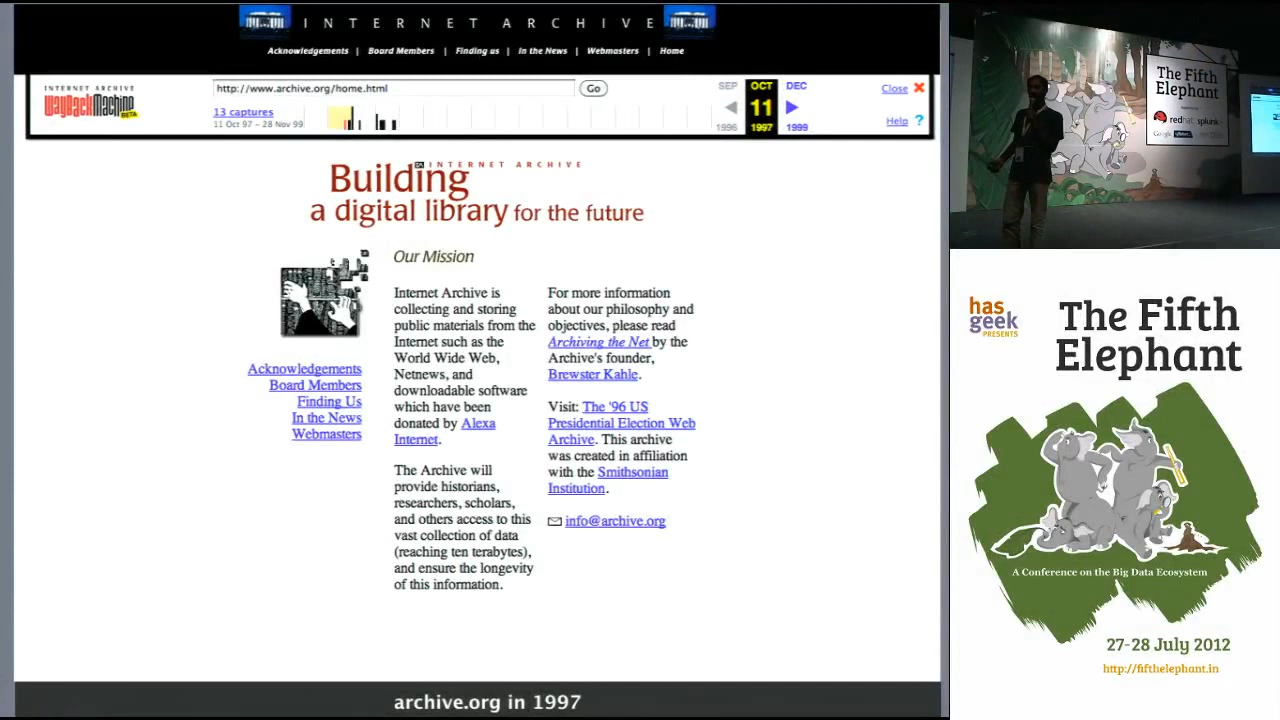 INTERNET ARCHIVE
Acknowledgements | Board Members | Finding us | In the News | Webmasters | Home
INTERNET ARCHIVE
WayBackMachine
BETA
http://www.archive.org/home.html
Go
13 captures
11 Oct 97 – 28 Nov 99
SEP OCT DEC
11
1996 1997 1999
Close
Help ?
INTERNET ARCHIVE
Building
a digital library for the future
Our Mission
Acknowledgements
Board Members
Finding Us
In the News
Webmasters
Internet Archive is
collecting and storing
public materials from the
Internet such as the
World Wide Web,
Netnews, and
downloadable software
which have been
donated by Alexa
Internet.
The Archive will
provide historians,
researchers, scholars,
and others access to this
vast collection of data
(reaching ten terabytes),
and ensure the longevity
of this information.
For more information
about our philosophy and
objectives, please read
Archiving the Net by the
Archive's founder,
Brewster Kahle.
Visit: The '96 US
Presidential Election Web
Archive. This archive
was created in affiliation
with the Smithsonian
Institution.
info@archive.org
archive.org in 1997
The Fifth
Elephant
redhat splunk>
Google
has
geek
PRESENTS
The Fifth
Elephant
A Conference on the Big Data Ecosystem
27-28 July 2012
http://fifthelephant.in